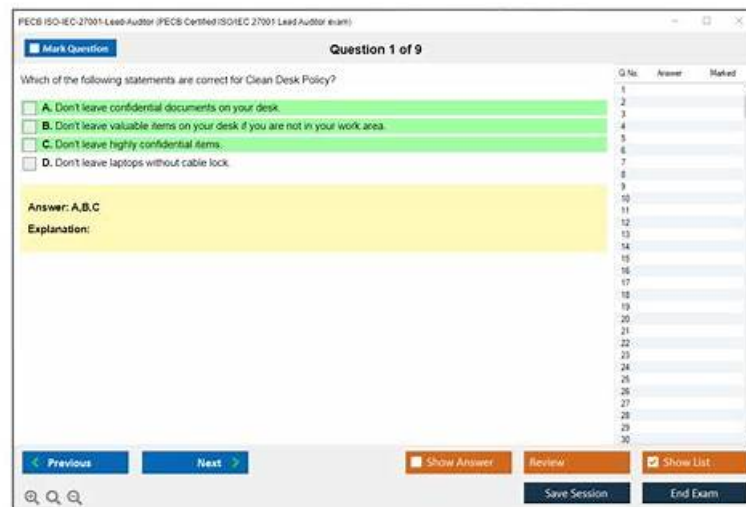 PECB ISO-IEC-27001-Lead-Auditor (PECB Certified ISO/IEC 27001 Lead Auditor exam)
Mark Question
Question 1 of 9
Which of the following statements are correct for Clean Desk Policy?
A. Don't leave confidential documents on your desk.
B. Don't leave valuable items on your desk if you are not in your work area.
C. Don't leave highly confidential items.
D. Don't leave laptops without cable lock.
Answer: A,B,C
Explanation:
Q.No. Answer Marked
1
2
3
4
5
6
7
8
9
10
11
12
13
14
15
16
17
18
19
20
21
22
23
24
25
26
27
28
29
30
Previous Next Show Answer Review Show List
Save Session End Exam